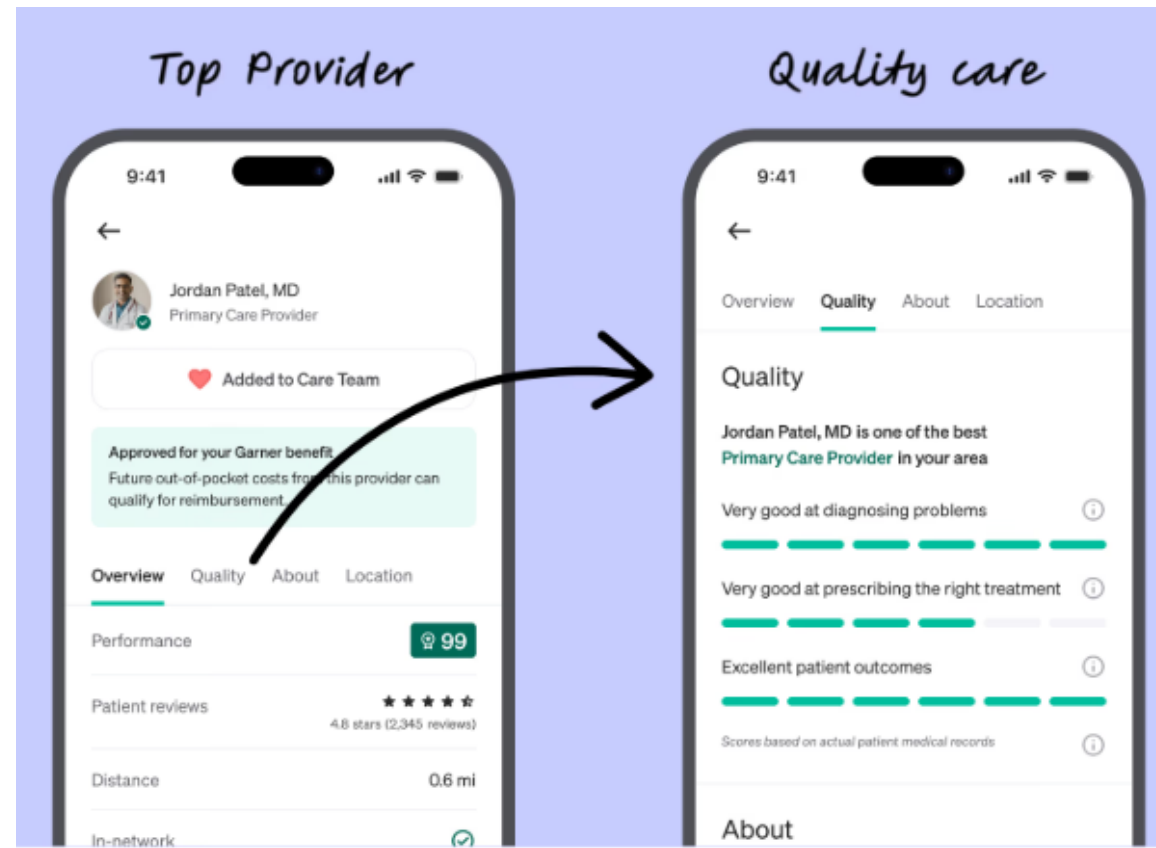 Top Provider
9:41
Jordan Patel, MD
Primary Care Provider
Added to Care Team
Approved for your Garner benefit
Future out-of-pocket costs from this provider can
qualify for reimbursement.
Overview Quality About Location
Performance
99
Patient reviews
4.8 stars (2,345 reviews)
Distance
0.6 mi
In-network
Quality care
9:41
Overview Quality About Location
Quality
Jordan Patel, MD is one of the best
Primary Care Provider in your area
Very good at diagnosing problems
Very good at prescribing the right treatment
Excellent patient outcomes
Scores based on actual patient medical records
About